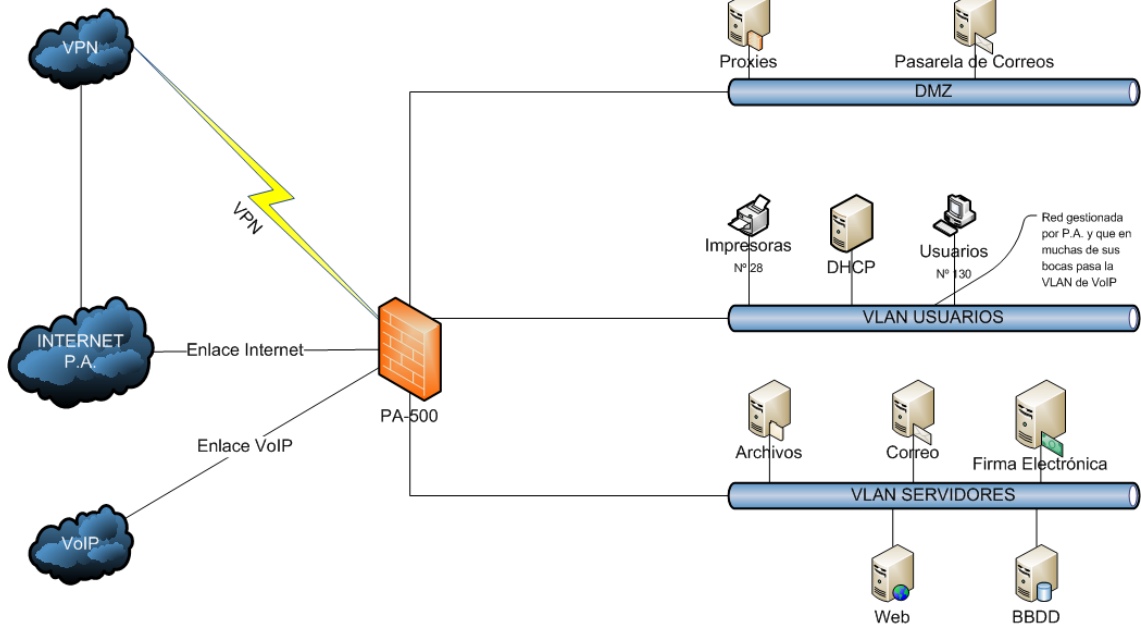 VPN
Proxies
Pasarela de Correos
DMZ
VPN
Impresoras
Nº 28
DHCP
Usuarios
Nº 130
Red gestionada
por P.A. y que en
muchas de sus
bocas pasa la
VLAN de VoIP
VLAN USUARIOS
INTERNET
P.A.
Enlace Internet
PA-500
Enlace VoIP
Archivos
Correo
Firma Electrónica
VLAN SERVIDORES
VoIP
Web
BBDD